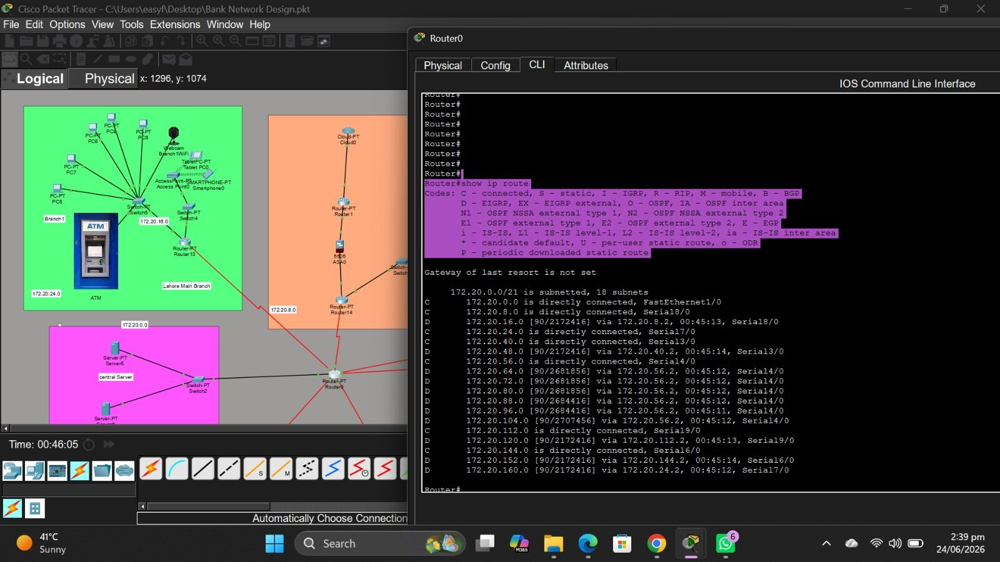 Cisco Packet Tracer - C:\Users\easyf\Desktop\Bank Network Design.pkt
File Edit Options View Tools Extensions Window Help
Logical Physical x: 1296, y: 1074
PC-PT
PC9
PC-PT
PC8
PC-PT
PC6
Webcam
Branch1WiFi
TabletPC-PT
Tablet PC0
PC-PT
PC7
AccessPoint-PT
Access Point0
SMARTPHONE-PT
Smartphone0
PC-PT
PC5
Switch-PT
Switch5
Switch-PT
Switch4
Branch1
172.20.16.0
ATM
Router-PT
Router13
Lahore Main Branch
172.20.24.0
ATM
Cloud-PT
Cloud0
Router-PT
Router1
5505
ASA0
Switch-
Switch
Router-PT
Router14
172.20.8.0
172.20.0.0
Server-PT
Server5
central Server
Switch-PT
Switch2
Server-PT
Router-PT
Router0
Time: 00:46:05
S
M
Automatically Choose Connection
Router0
Physical Config CLI Attributes
IOS Command Line Interface
Router#
Router#
Router#
Router#
Router#
Router#
Router#
Router#
Router#
Router#show ip route
Codes: C - connected, S - static, I - IGRP, R - RIP, M - mobile, B - BGP
D - EIGRP, EX - EIGRP external, O - OSPF, IA - OSPF inter area
N1 - OSPF NSSA external type 1, N2 - OSPF NSSA external type 2
E1 - OSPF external type 1, E2 - OSPF external type 2, E - EGP
i - IS-IS, L1 - IS-IS level-1, L2 - IS-IS level-2, ia - IS-IS inter area
* - candidate default, U - per-user static route, o - ODR
P - periodic downloaded static route
Gateway of last resort is not set
172.20.0.0/21 is subnetted, 18 subnets
C 172.20.0.0 is directly connected, FastEthernet1/0
C 172.20.8.0 is directly connected, Serial8/0
D 172.20.16.0 [90/2172416] via 172.20.8.2, 00:45:13, Serial8/0
C 172.20.24.0 is directly connected, Serial7/0
C 172.20.40.0 is directly connected, Serial3/0
D 172.20.48.0 [90/2172416] via 172.20.40.2, 00:45:14, Serial3/0
C 172.20.56.0 is directly connected, Serial4/0
D 172.20.64.0 [90/2681856] via 172.20.56.2, 00:45:12, Serial4/0
D 172.20.72.0 [90/2681856] via 172.20.56.2, 00:45:12, Serial4/0
D 172.20.80.0 [90/2681856] via 172.20.56.2, 00:45:12, Serial4/0
D 172.20.88.0 [90/2684416] via 172.20.56.2, 00:45:12, Serial4/0
D 172.20.96.0 [90/2684416] via 172.20.56.2, 00:45:11, Serial4/0
D 172.20.104.0 [90/2707456] via 172.20.56.2, 00:45:12, Serial4/0
C 172.20.112.0 is directly connected, Serial9/0
D 172.20.120.0 [90/2172416] via 172.20.112.2, 00:45:13, Serial9/0
C 172.20.144.0 is directly connected, Serial6/0
D 172.20.152.0 [90/2172416] via 172.20.144.2, 00:45:14, Serial6/0
D 172.20.160.0 [90/2172416] via 172.20.24.2, 00:45:12, Serial7/0
Router#
41°C
Sunny
Search
M365
6
2:39 pm
24/06/2026